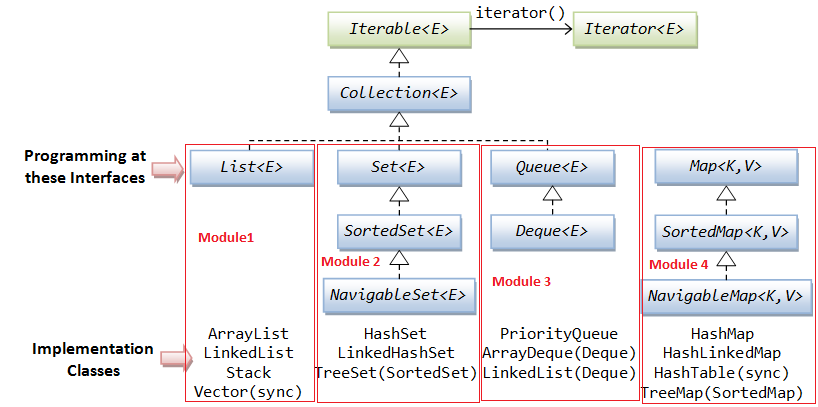 iterator()
Iterable<E>
Iterator<E>
Collection<E>
Programming at
these Interfaces
List<E>
Set<E>
Queue<E>
Map<K,V>
SortedSet<E>
Deque<E>
SortedMap<K,V>
Module1
Module 2
Module 3
Module 4
NavigableSet<E>
NavigableMap<K,V>
Implementation
Classes
ArrayList
LinkedList
Stack
Vector(sync)
HashSet
LinkedHashSet
TreeSet(SortedSet)
PriorityQueue
ArrayDeque(Deque)
LinkedList(Deque)
HashMap
HashLinkedMap
HashTable(sync)
TreeMap(SortedMap)